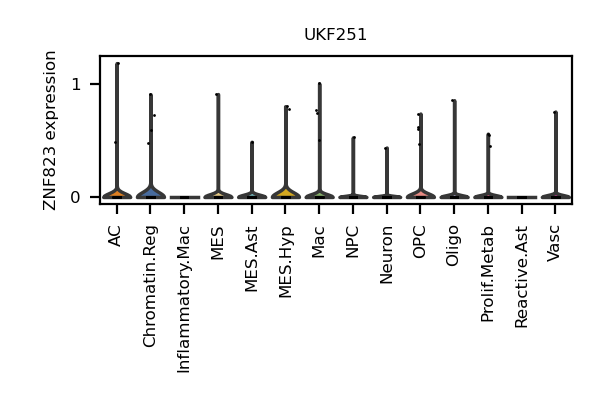 UKF251
ZNF823 expression
1
0
AC
Chromatin.Reg
Inflammatory.Mac
MES
MES.Ast
MES.Hyp
Mac
NPC
Neuron
OPC
Oligo
Prolif.Metab
Reactive.Ast
Vasc